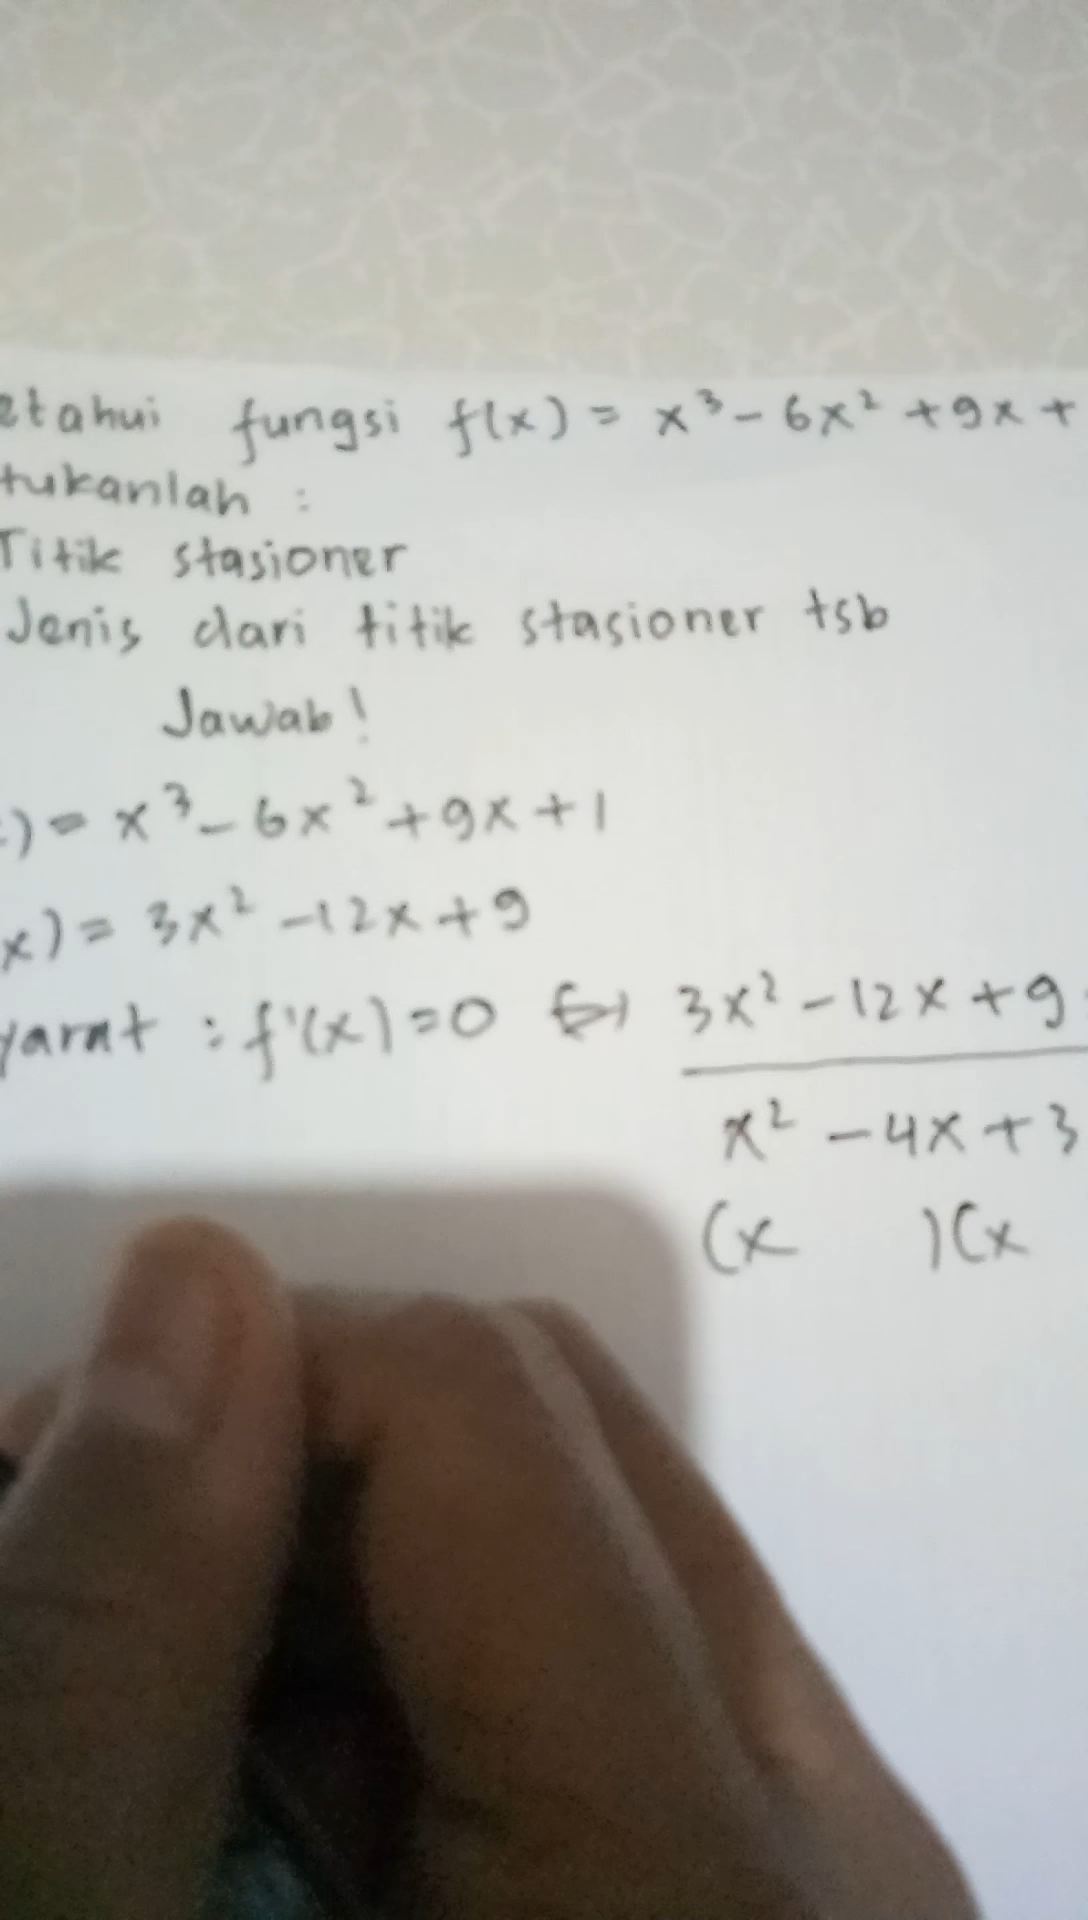 etahui fungsi f(x) = x³ - 6x² + 9x +
tukanlah :
Titik stasioner
Jenis dari titik stasioner tsb
Jawab !
) = x³ - 6x² + 9x + 1
x) = 3x² - 12x + 9
yarat : f'(x) = 0 ⇔ 3x² - 12x + 9
x² - 4x + 3
(x )(x